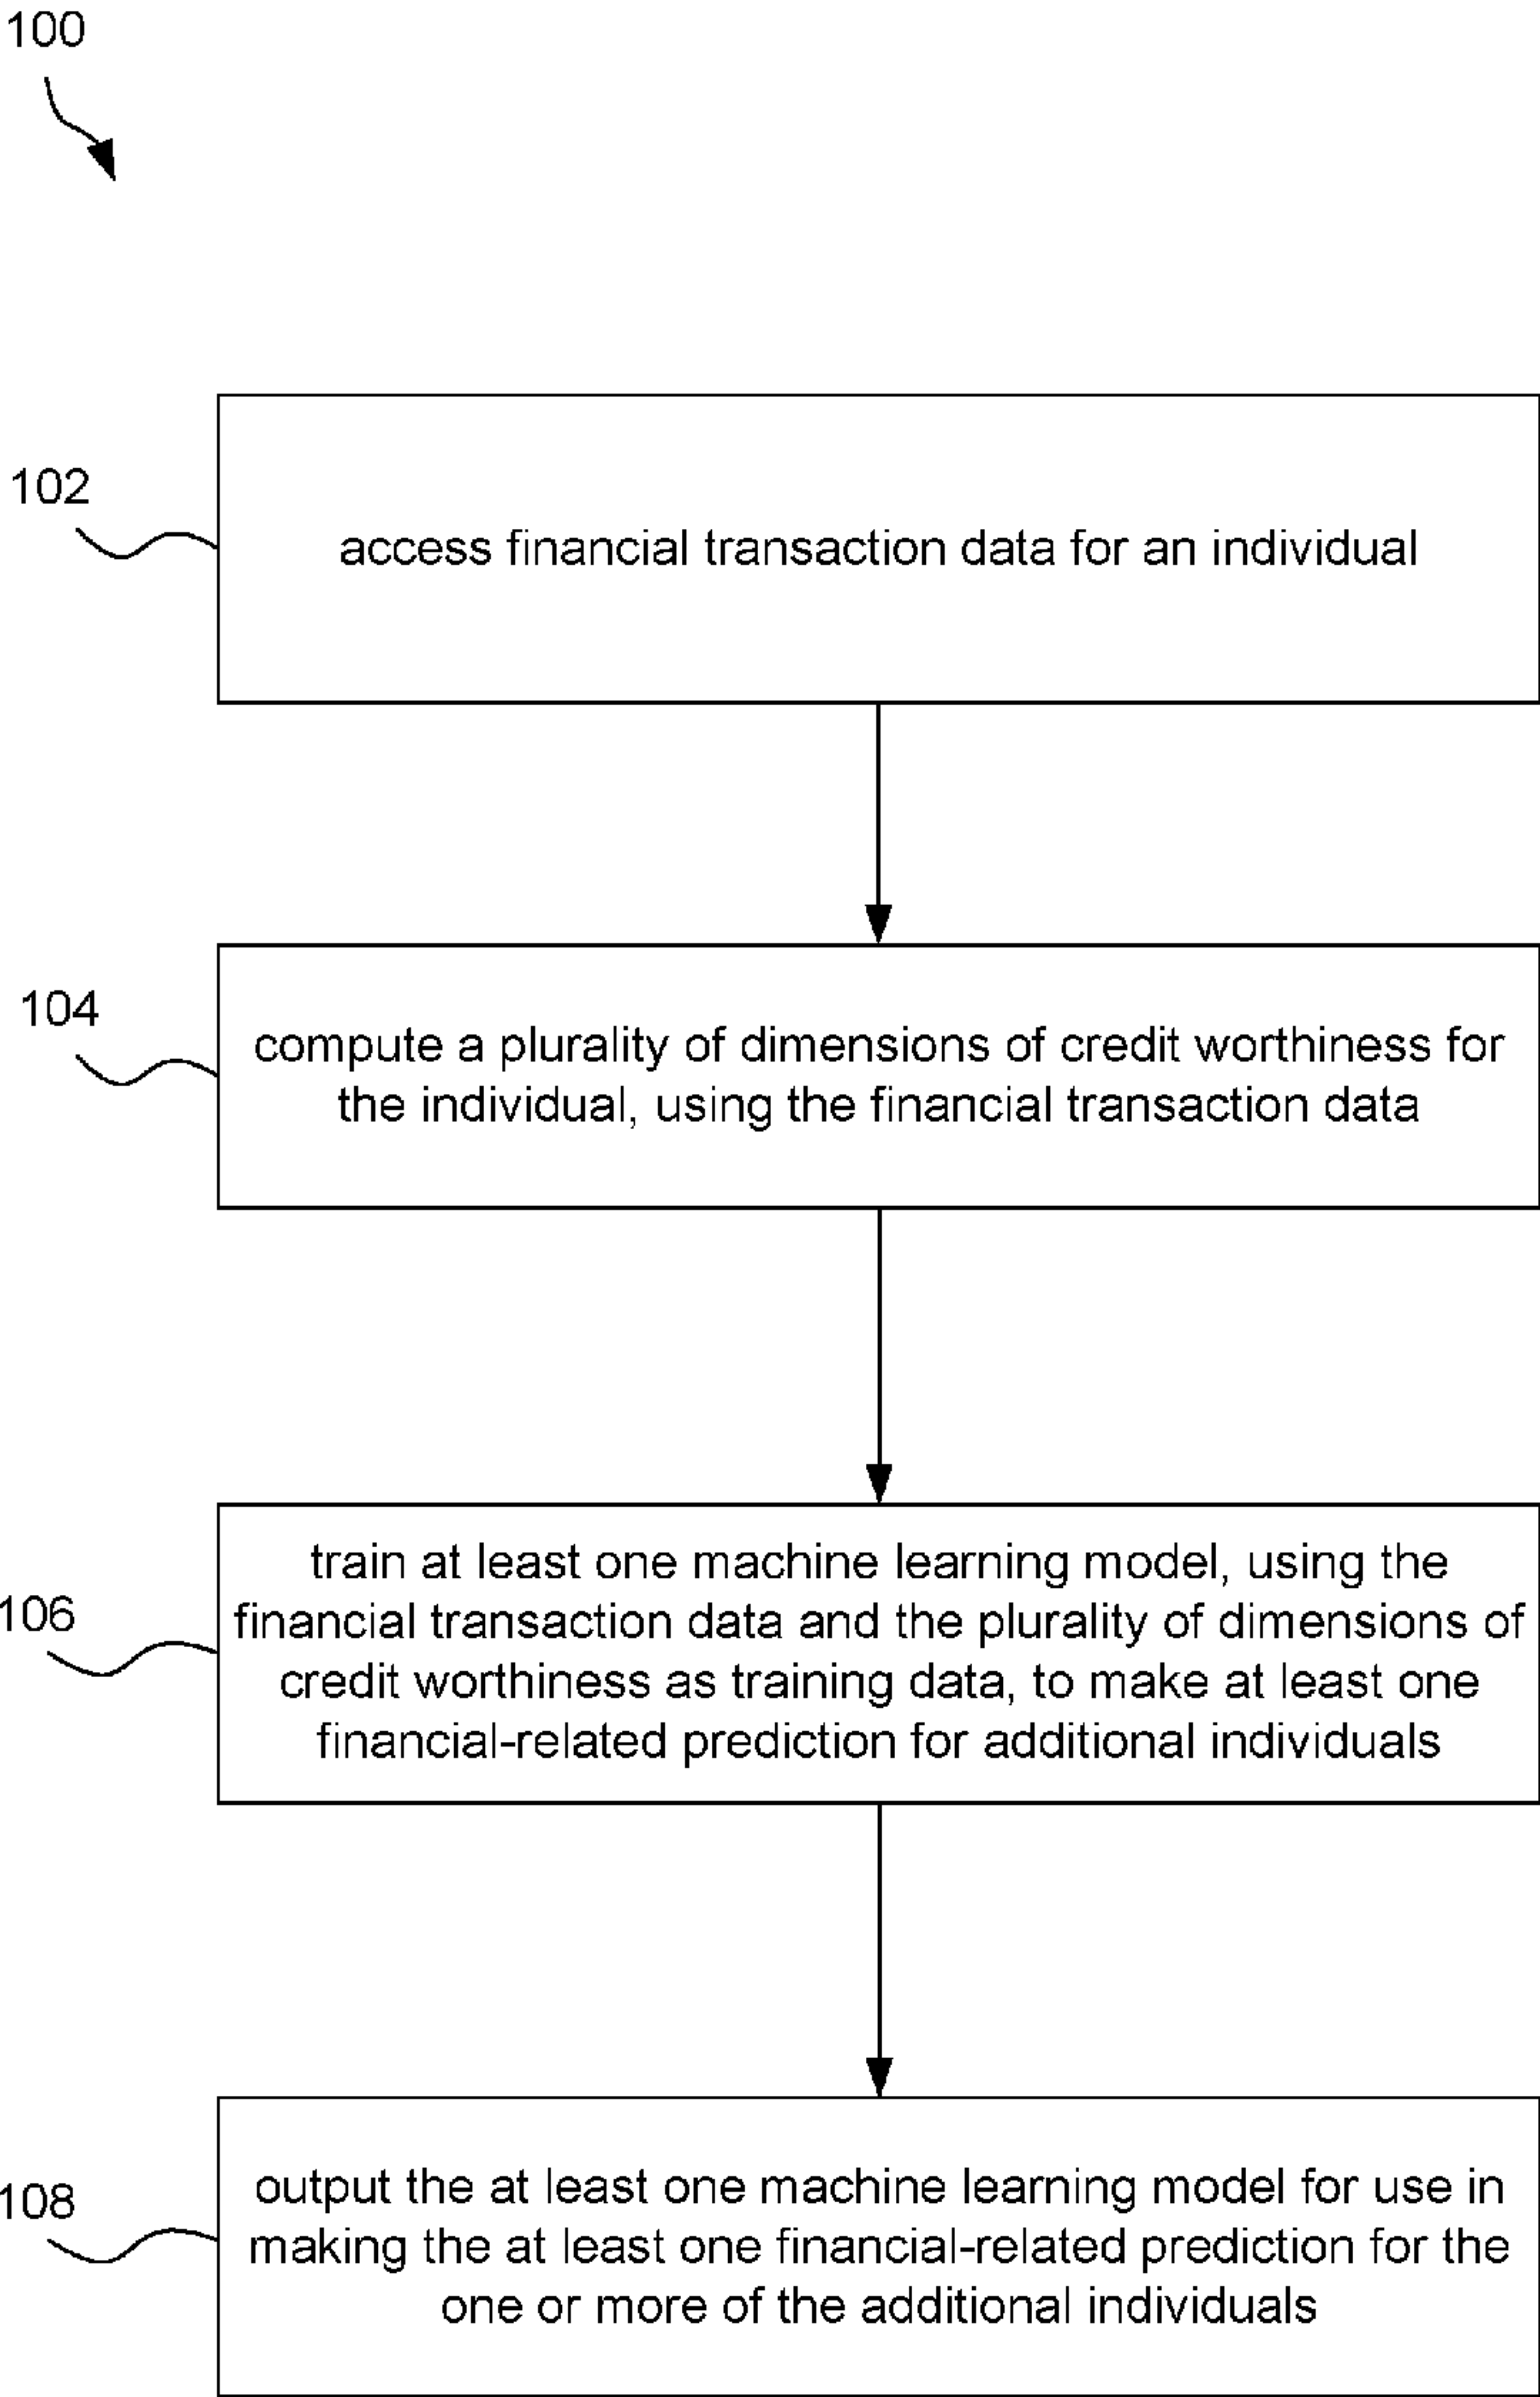 100
102
access financial transaction data for an individual
104
compute a plurality of dimensions of credit worthiness for
the individual, using the financial transaction data
106
train at least one machine learning model, using the
financial transaction data and the plurality of dimensions of
credit worthiness as training data, to make at least one
financial-related prediction for additional individuals
108
output the at least one machine learning model for use in
making the at least one financial-related prediction for the
one or more of the additional individuals